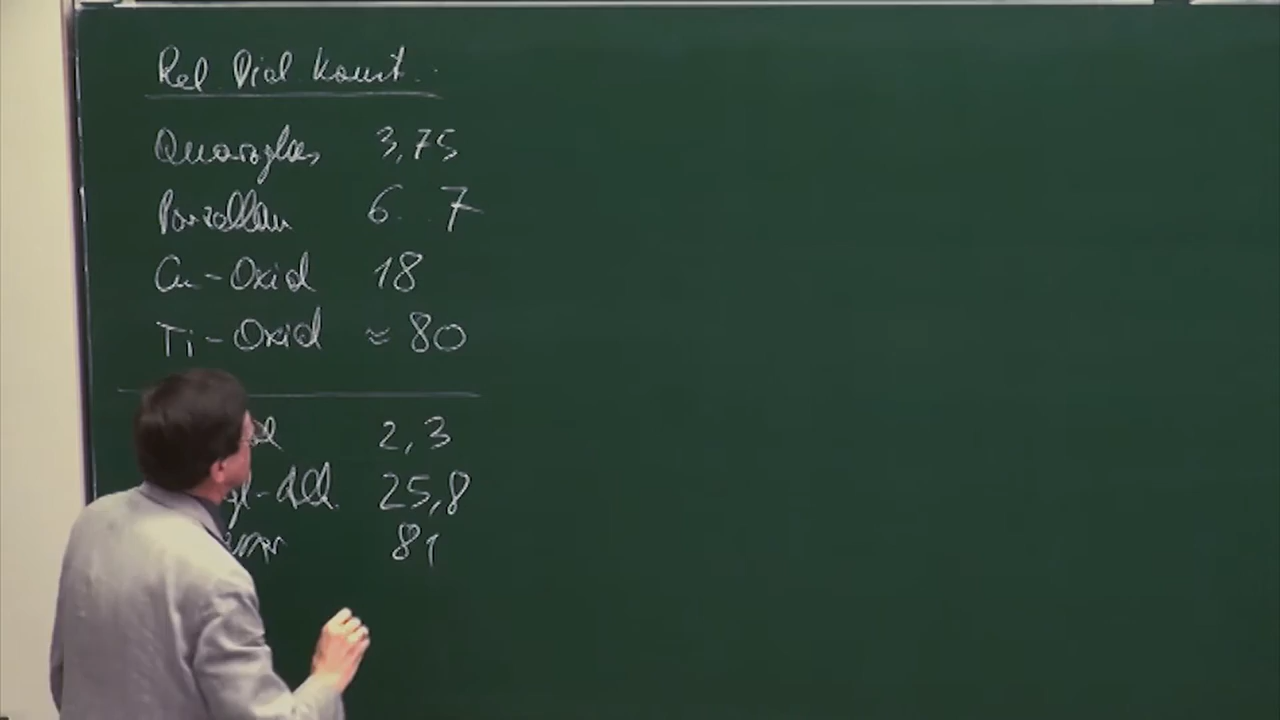 Rel. Diel. Konst.
Quarzglas 3,75
Porzellan 6..7
Cu-Oxid 18
Ti-Oxid ≈ 80
2,3
-Alk. 25,8
81